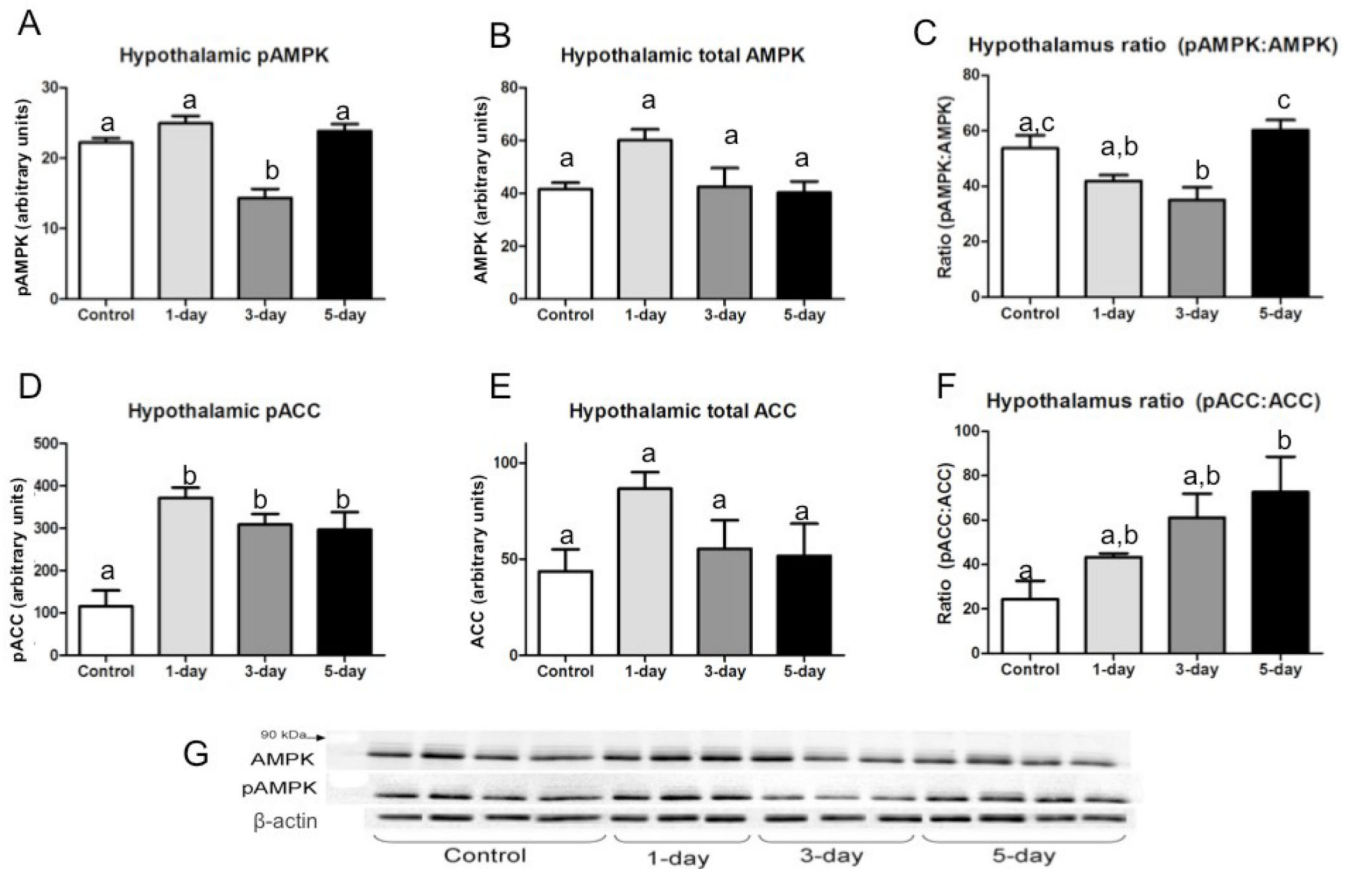 A
Hypothalamic pAMPK
pAMPK (arbitrary units)
30
20
10
0
a
a
b
a
Control 1-day 3-day 5-day
B
Hypothalamic total AMPK
AMPK (arbitrary units)
80
60
40
20
0
a
a
a
a
Control 1-day 3-day 5-day
C
Hypothalamus ratio (pAMPK:AMPK)
Ratio (pAMPK:AMPK)
80
60
40
20
0
a,c
a,b
b
c
Control 1-day 3-day 5-day
D
Hypothalamic pACC
pACC (arbitrary units)
500
400
300
200
100
0
a
b
b
b
Control 1-day 3-day 5-day
E
Hypothalamic total ACC
ACC (arbitrary units)
100
50
0
a
a
a
a
Control 1-day 3-day 5-day
F
Hypothalamus ratio (pACC:ACC)
Ratio (pACC:ACC)
100
80
60
40
20
0
a
a,b
a,b
b
Control 1-day 3-day 5-day
G
90 kDa
AMPK
pAMPK
β-actin
Control 1-day 3-day 5-day